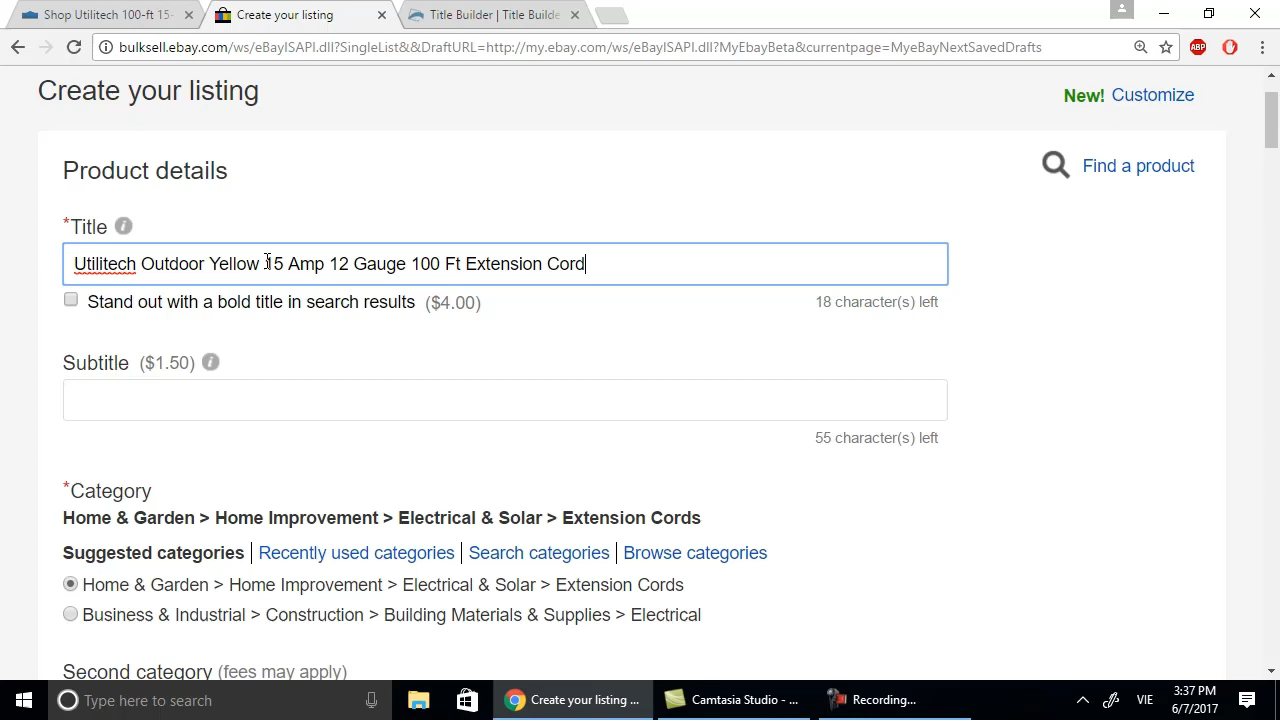 Shop Utilitech 100-ft 15-
Create your listing
Title Builder | Title Builde
bulksell.ebay.com/ws/eBayISAPI.dll?SingleList&&DraftURL=http://my.ebay.com/ws/eBayISAPI.dll?MyEbayBeta&currentpage=MyeBayNextSavedDrafts
ABP
Create your listing
New! Customize
Product details
Find a product
*Title
Utilitech Outdoor Yellow 15 Amp 12 Gauge 100 Ft Extension Cord
Stand out with a bold title in search results ($4.00)
18 character(s) left
Subtitle ($1.50)
55 character(s) left
*Category
Home & Garden > Home Improvement > Electrical & Solar > Extension Cords
Suggested categories | Recently used categories | Search categories | Browse categories
Home & Garden > Home Improvement > Electrical & Solar > Extension Cords
Business & Industrial > Construction > Building Materials & Supplies > Electrical
Second category (fees may apply)
Type here to search
Create your listing ...
Camtasia Studio - ...
Recording...
VIE
3:37 PM
6/7/2017